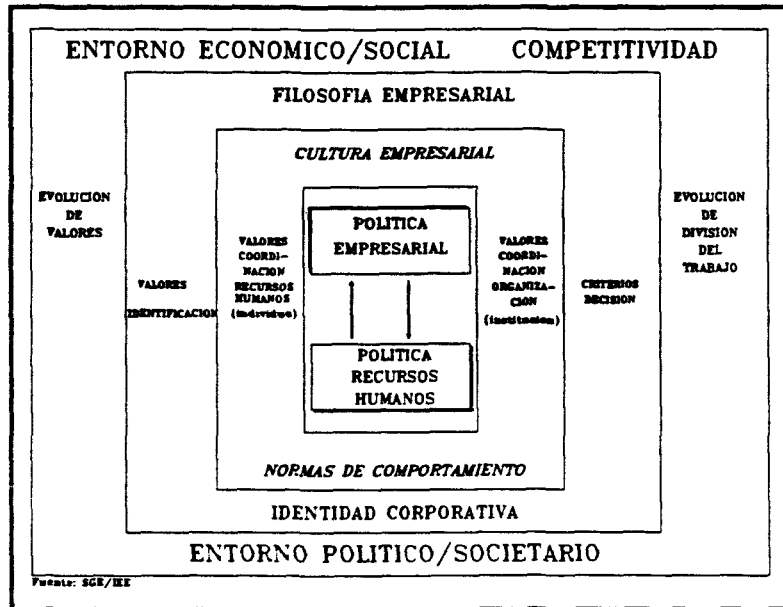 ENTORNO ECONOMICO/SOCIAL COMPETITIVIDAD
FILOSOFIA EMPRESARIAL
CULTURA EMPRESARIAL
EVOLUCION
DE
VALORES
VALORES
IDENTIFICACION
VALORES
COORDI-
NACION
RECURSOS
HUMANOS
(individuo)
POLITICA
EMPRESARIAL
POLITICA
RECURSOS
HUMANOS
VALORES
COORDI-
NACION
ORGANIZA-
CION
(institucion)
CRITERIOS
DECISION
EVOLUCION
DE
DIVISION
DEL
TRABAJO
NORMAS DE COMPORTAMIENTO
IDENTIDAD CORPORATIVA
ENTORNO POLITICO/SOCIETARIO
Fuente: SGE/IEE